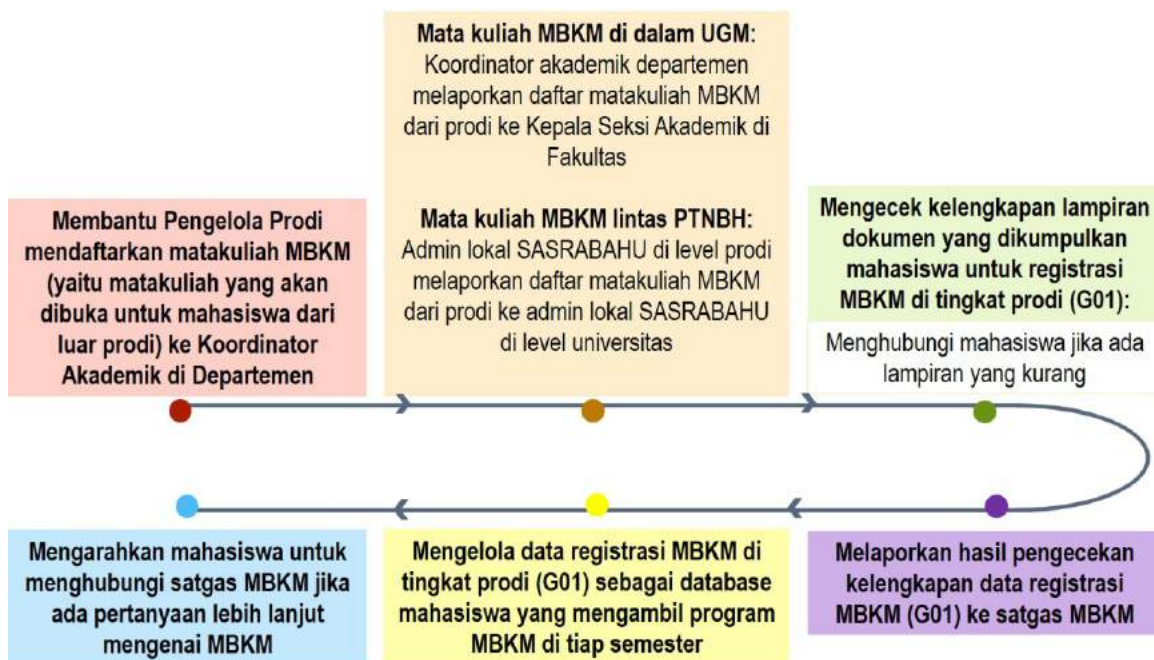 Membantu Pengelola Prodi
mendaftarkan matakuliah MBKM
(yaitu matakuliah yang akan
dibuka untuk mahasiswa dari
luar prodi) ke Koordinator
Akademik di Departemen
Mata kuliah MBKM di dalam UGM:
Koordinator akademik departemen
melaporkan daftar matakuliah MBKM
dari prodi ke Kepala Seksi Akademik di
Fakultas
Mata kuliah MBKM lintas PTNBH:
Admin lokal SASRABAHU di level prodi
melaporkan daftar matakuliah MBKM
dari prodi ke admin lokal SASRABAHU
di level universitas
Mengecek kelengkapan lampiran
dokumen yang dikumpulkan
mahasiswa untuk registrasi
MBKM di tingkat prodi (G01):
Menghubungi mahasiswa jika ada
lampiran yang kurang
Melaporkan hasil pengecekan
kelengkapan data registrasi
MBKM (G01) ke satgas MBKM
Mengelola data registrasi MBKM di
tingkat prodi (G01) sebagai database
mahasiswa yang mengambil program
MBKM di tiap semester
Mengarahkan mahasiswa untuk
menghubungi satgas MBKM jika
ada pertanyaan lebih lanjut
mengenai MBKM